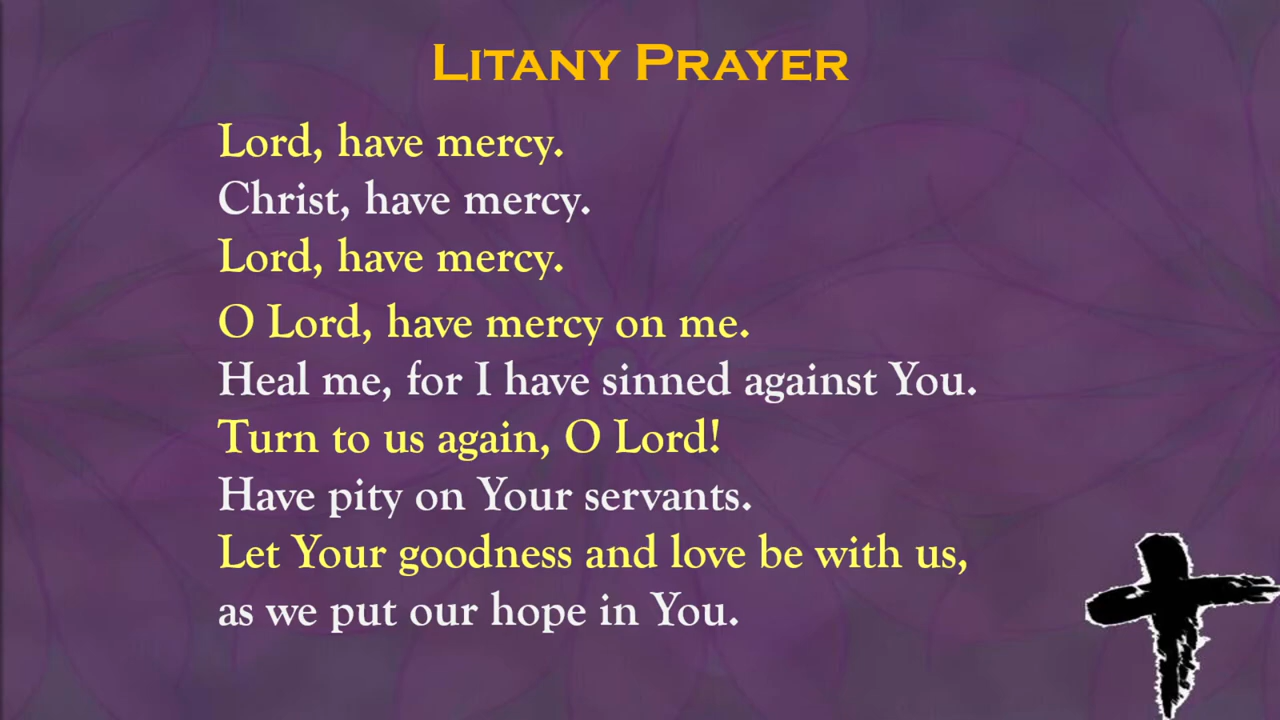 Litany Prayer
Lord, have mercy.
Christ, have mercy.
Lord, have mercy.
O Lord, have mercy on me.
Heal me, for I have sinned against You.
Turn to us again, O Lord!
Have pity on Your servants.
Let Your goodness and love be with us,
as we put our hope in You.